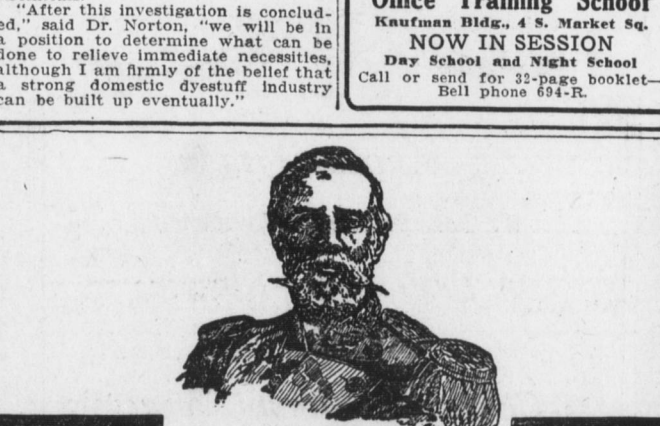 "After this investigation is conclud-
ed," said Dr. Norton, "we will be in
a position to determine what can be
done to relieve immediate necessities,
although I am firmly of the belief that
a strong domestic dyestuff industry
can be built up eventually."
Office Training School
Kaufman Bldg., 4 S. Market Sq.
NOW IN SESSION
Day School and Night School
Call or send for 32-page booklet—
Bell phone 694-R.